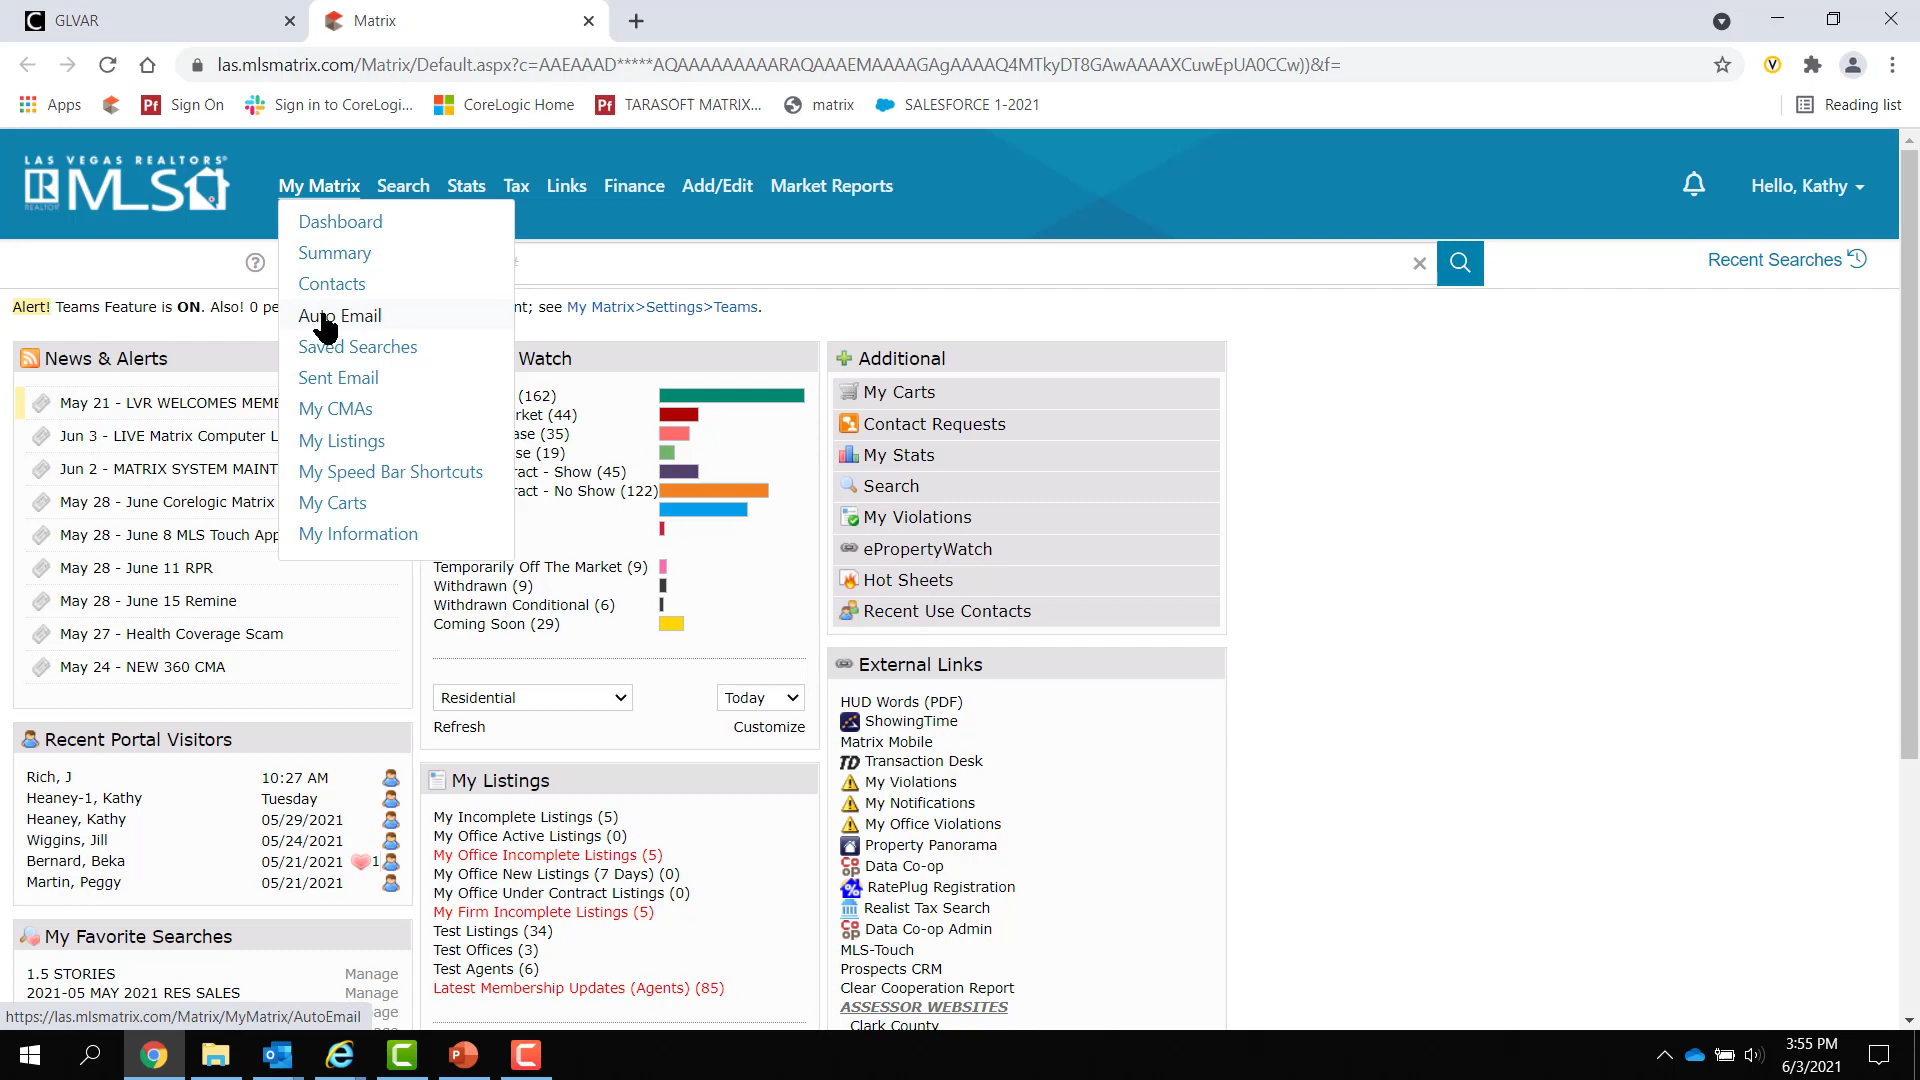 GLVAR
Matrix
las.mlsmatrix.com/Matrix/Default.aspx?c=AAEAAAD*****AQAAAAAAAAARAQAAAEMAAAAGAgAAAAQ4MTkyDT8GAwAAAAXCuwEpUA0CCw))&f=
Apps
Sign On
Sign in to CoreLogi...
CoreLogic Home
TARASOFT MATRIX...
matrix
SALESFORCE 1-2021
Reading list
LAS VEGAS REALTORS®
MLS
REALTOR
My Matrix Search Stats Tax Links Finance Add/Edit Market Reports
Hello, Kathy
Dashboard
Summary
Contacts
Auto Email
Saved Searches
Sent Email
My CMAs
My Listings
My Speed Bar Shortcuts
My Carts
My Information
Recent Searches
Alert! Teams Feature is ON. Also! 0 pe
nt; see My Matrix>Settings>Teams.
News & Alerts
May 21 - LVR WELCOMES MEME
Jun 3 - LIVE Matrix Computer L
Jun 2 - MATRIX SYSTEM MAINT
May 28 - June Corelogic Matrix
May 28 - June 8 MLS Touch App
May 28 - June 11 RPR
May 28 - June 15 Remine
May 27 - Health Coverage Scam
May 24 - NEW 360 CMA
Recent Portal Visitors
Rich, J 10:27 AM
Heaney-1, Kathy Tuesday
Heaney, Kathy 05/29/2021
Wiggins, Jill 05/24/2021
Bernard, Beka 05/21/2021 1
Martin, Peggy 05/21/2021
My Favorite Searches
1.5 STORIES Manage
2021-05 MAY 2021 RES SALES Manage
age
https://las.mlsmatrix.com/Matrix/MyMatrix/AutoEmail
Watch
(162)
rket (44)
ase (35)
se (19)
ract - Show (45)
ract - No Show (122)
Temporarily Off The Market (9)
Withdrawn (9)
Withdrawn Conditional (6)
Coming Soon (29)
Residential Today
Refresh Customize
My Listings
My Incomplete Listings (5)
My Office Active Listings (0)
My Office Incomplete Listings (5)
My Office New Listings (7 Days) (0)
My Office Under Contract Listings (0)
My Firm Incomplete Listings (5)
Test Listings (34)
Test Offices (3)
Test Agents (6)
Latest Membership Updates (Agents) (85)
Additional
My Carts
Contact Requests
My Stats
Search
My Violations
ePropertyWatch
Hot Sheets
Recent Use Contacts
External Links
HUD Words (PDF)
ShowingTime
Matrix Mobile
Transaction Desk
My Violations
My Notifications
My Office Violations
Property Panorama
Data Co-op
RatePlug Registration
Realist Tax Search
Data Co-op Admin
MLS-Touch
Prospects CRM
Clear Cooperation Report
ASSESSOR WEBSITES
Clark County
3:55 PM
6/3/2021